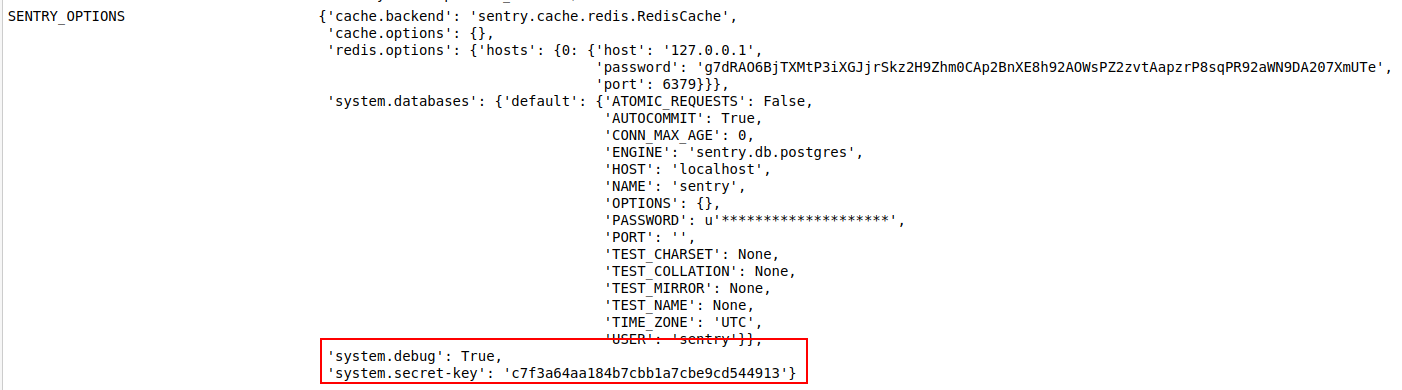 SENTRY_OPTIONS {'cache.backend': 'sentry.cache.redis.RedisCache',
'cache.options': {},
'redis.options': {'hosts': {0: {'host': '127.0.0.1',
'password': 'g7dRAO6BjTXMtP3iXGJjrSkz2H9Zhm0CAp2BnXE8h92AOWsPZ2zvtAapzrP8sqPR92aWN9DA207XmUTe',
'port': 6379}}},
'system.databases': {'default': {'ATOMIC_REQUESTS': False,
'AUTOCOMMIT': True,
'CONN_MAX_AGE': 0,
'ENGINE': 'sentry.db.postgres',
'HOST': 'localhost',
'NAME': 'sentry',
'OPTIONS': {},
'PASSWORD': u'********************',
'PORT': '',
'TEST_CHARSET': None,
'TEST_COLLATION': None,
'TEST_MIRROR': None,
'TEST_NAME': None,
'TIME_ZONE': 'UTC',
'USER': 'sentry'}},
'system.debug': True,
'system.secret-key': 'c7f3a64aa184b7cbb1a7cbe9cd544913'}